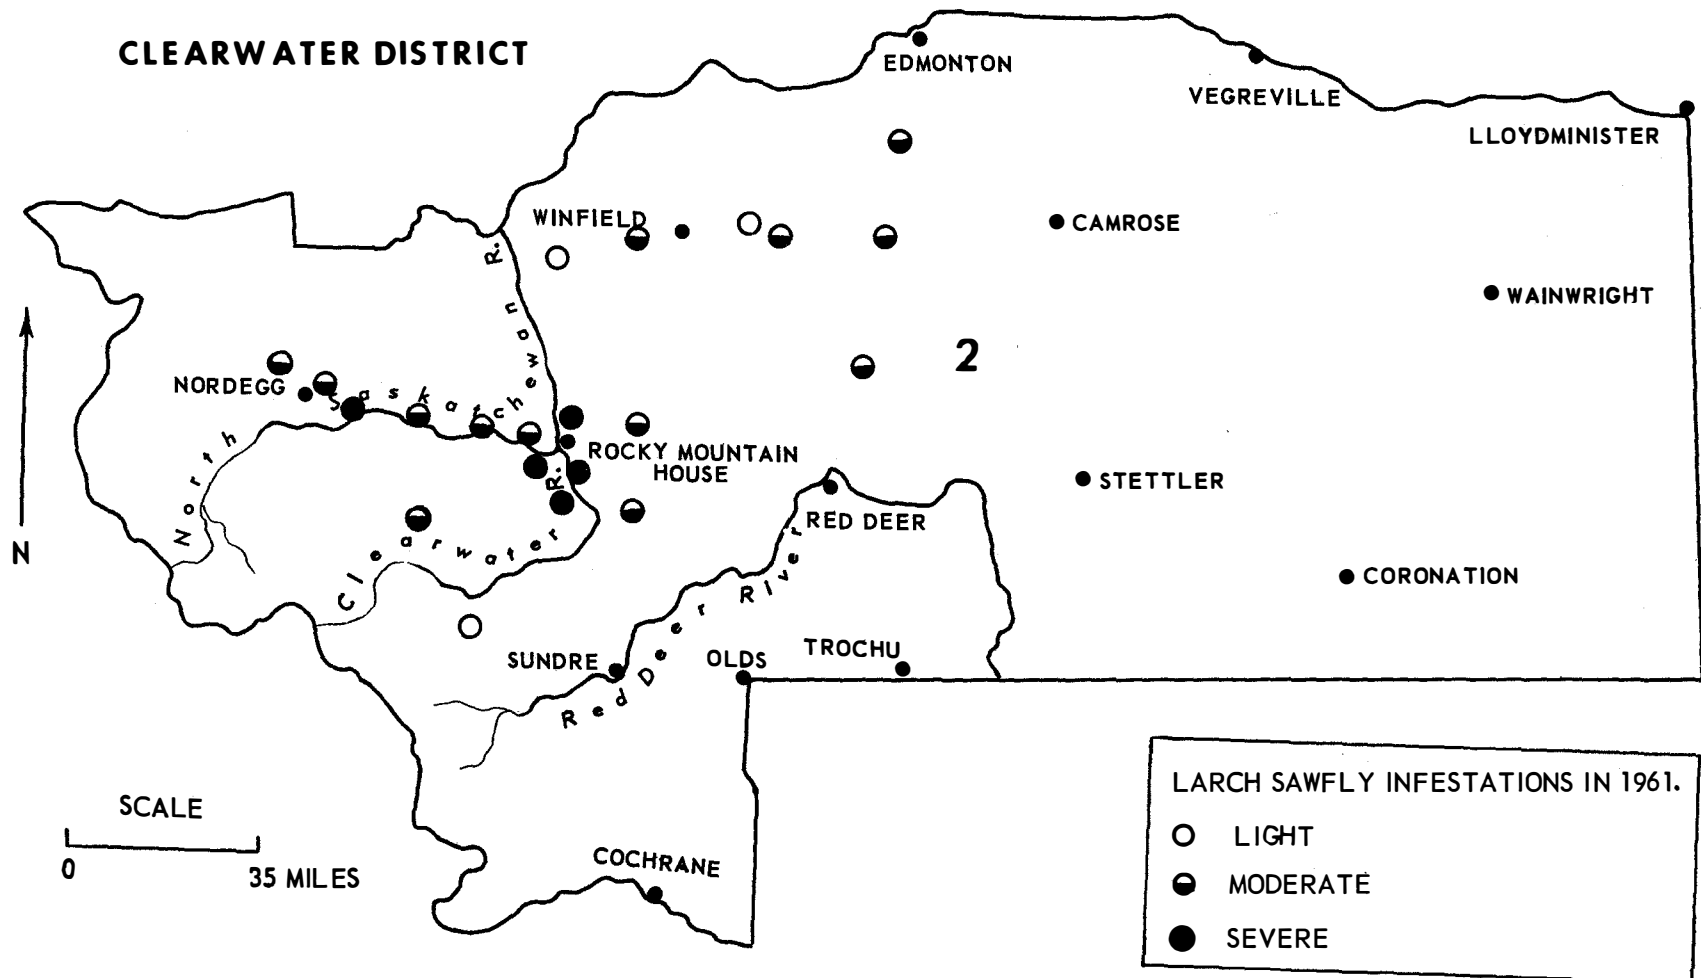 CLEARWATER DISTRICT
EDMONTON
VEGREVILLE
LLOYDMINISTER
WINFIELD
CAMROSE
WAINWRIGHT
2
NORDEGG
North Saskatchewan R.
ROCKY MOUNTAIN
HOUSE
STETTLER
RED DEER
Clearwater R.
CORONATION
N
Red Deer River
SUNDRE
OLDS
TROCHU
SCALE
0 35 MILES
COCHRANE
LARCH SAWFLY INFESTATIONS IN 1961.
LIGHT
MODERATE
SEVERE